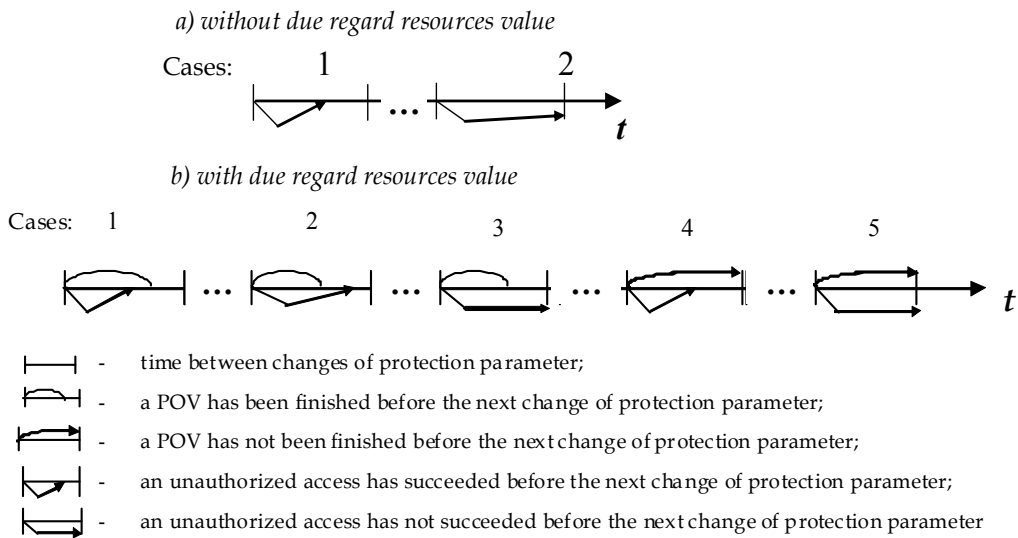 a) without due regard resources value
Cases: 1 2
...
t
b) with due regard resources value
Cases: 1 2 3 4 5
... ... ... ...
t
- time between changes of protection parameter;
- a POV has been finished before the next change of protection parameter;
- a POV has not been finished before the next change of protection parameter;
- an unauthorized access has succeeded before the next change of protection parameter;
- an unauthorized access has not succeeded before the next change of protection parameter